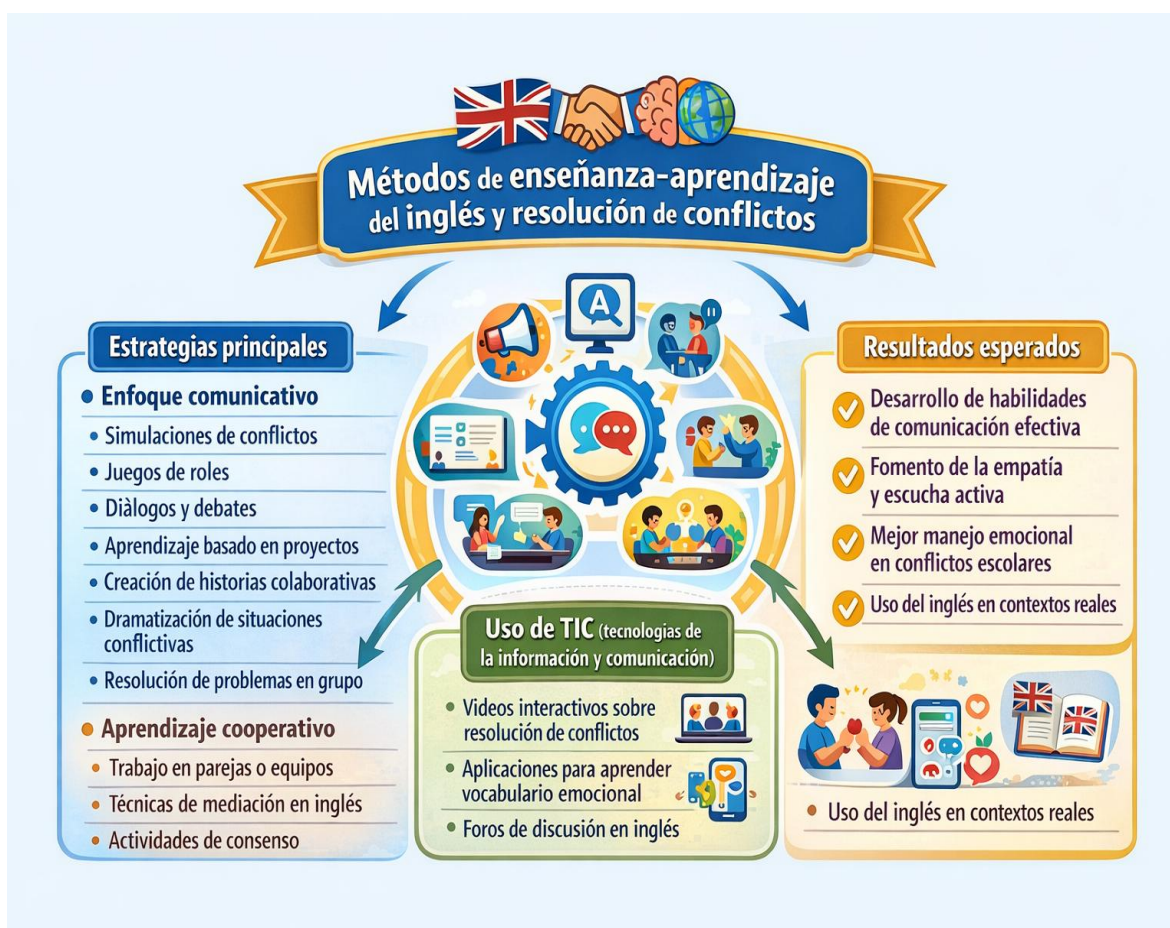 Métodos de enseñanza-aprendizaje
del inglés y resolución de conflictos
Estrategias principales
• Enfoque comunicativo
• Simulaciones de conflictos
• Juegos de roles
• Diàlogos y debates
• Aprendizaje basado en proyectos
• Creación de historias colaborativas
• Dramatización de situaciones
conflictivas
• Resolución de problemas en grupo
• Aprendizaje cooperativo
• Trabajo en parejas o equipos
• Técnicas de mediación en inglés
• Actividades de consenso
A
Uso de TIC (tecnologías de
la información y comunicación)
• Videos interactivos sobre
resolución de conflictos
• Aplicaciones para aprender
vocabulario emocional
• Foros de discusión en inglés
Resultados esperados
Desarrollo de habilidades
de comunicación efectiva
Fomento de la empatía
y escucha activa
Mejor manejo emocional
en conflictos escolares
Uso del inglés en contextos reales
• Uso del inglés en contextos reales